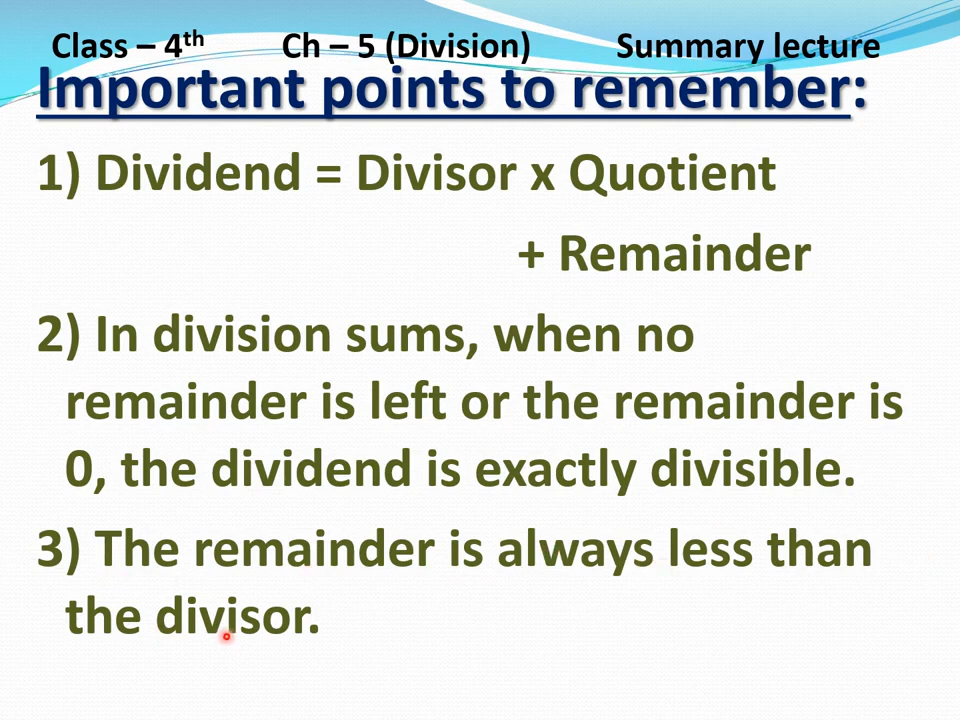 Class – 4th Ch – 5 (Division) Summary lecture
Important points to remember:
1) Dividend = Divisor x Quotient
+ Remainder
2) In division sums, when no
remainder is left or the remainder is
0, the dividend is exactly divisible.
3) The remainder is always less than
the divisor.